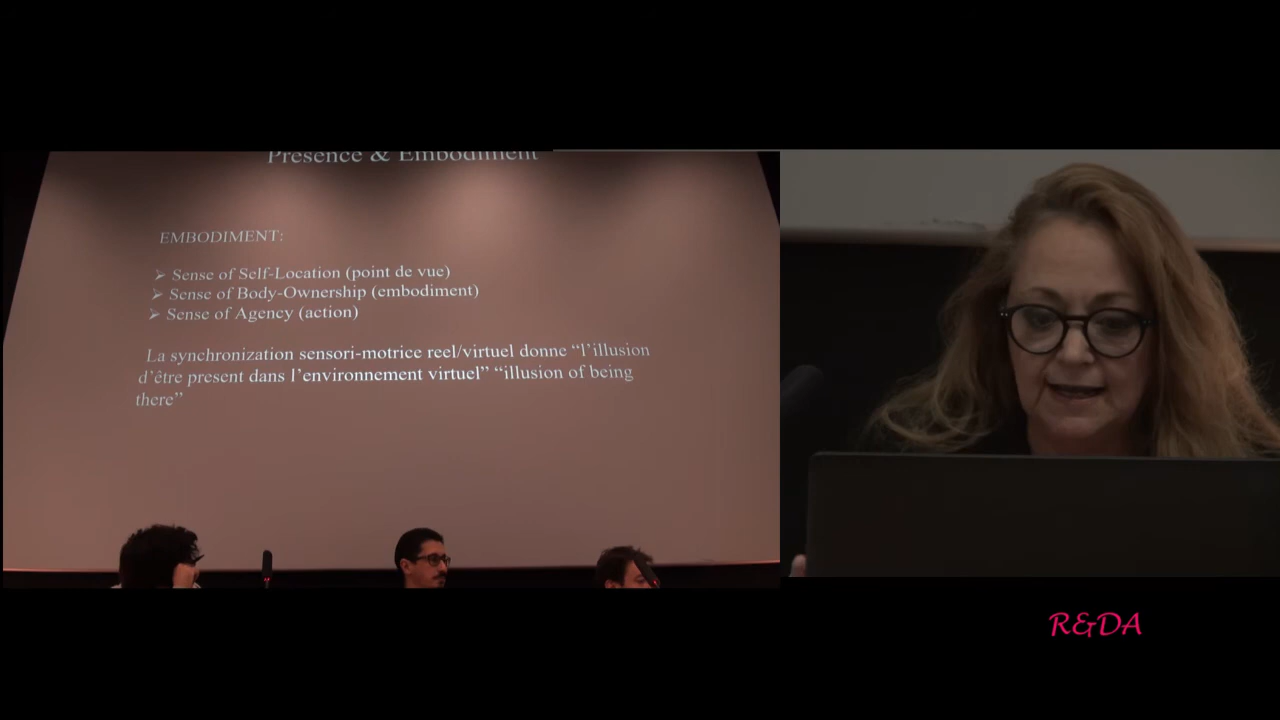 Presence & Embodiment
EMBODIMENT:
➢ Sense of Self-Location (point de vue)
➢ Sense of Body-Ownership (embodiment)
➢ Sense of Agency (action)
La synchronization sensori-motrice reel/virtuel donne “l’illusion
d’être present dans l’environnement virtuel” “illusion of being
there”
R&DA